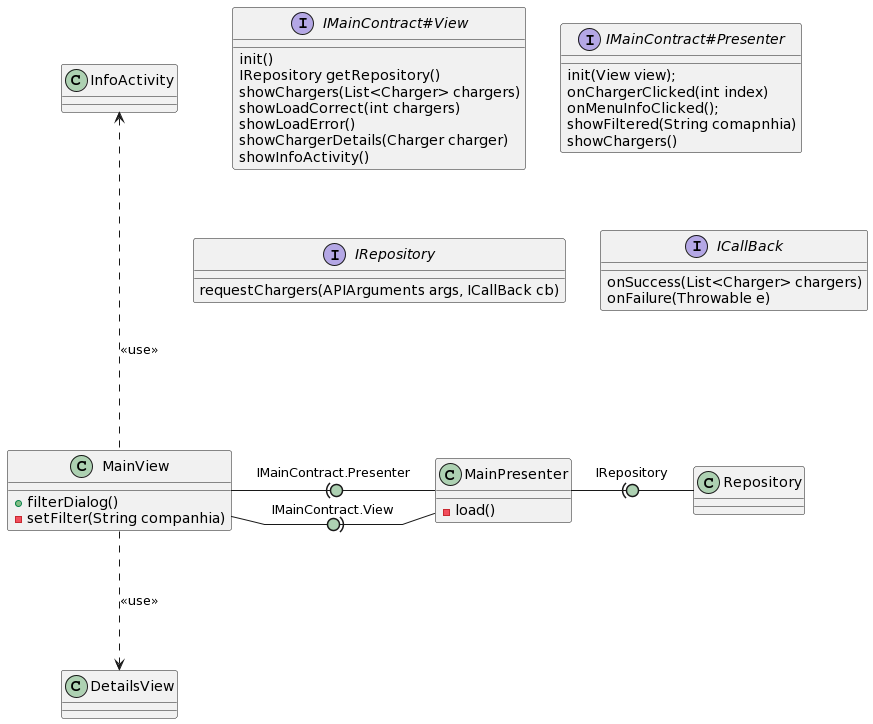 I IMainContract#View
init()
IRepository getRepository()
showChargers(List<Charger> chargers)
showLoadCorrect(int chargers)
showLoadError()
showChargerDetails(Charger charger)
showInfoActivity()
I IMainContract#Presenter
init(View view);
onChargerClicked(int index)
onMenuInfoClicked();
showFiltered(String comapnhia)
showChargers()
C InfoActivity
I IRepository
requestChargers(APIArguments args, ICallBack cb)
I ICallBack
onSuccess(List<Charger> chargers)
onFailure(Throwable e)
«use»
C MainView
filterDialog()
setFilter(String companhia)
IMainContract.Presenter
IMainContract.View
C MainPresenter
load()
IRepository
C Repository
«use»
C DetailsView